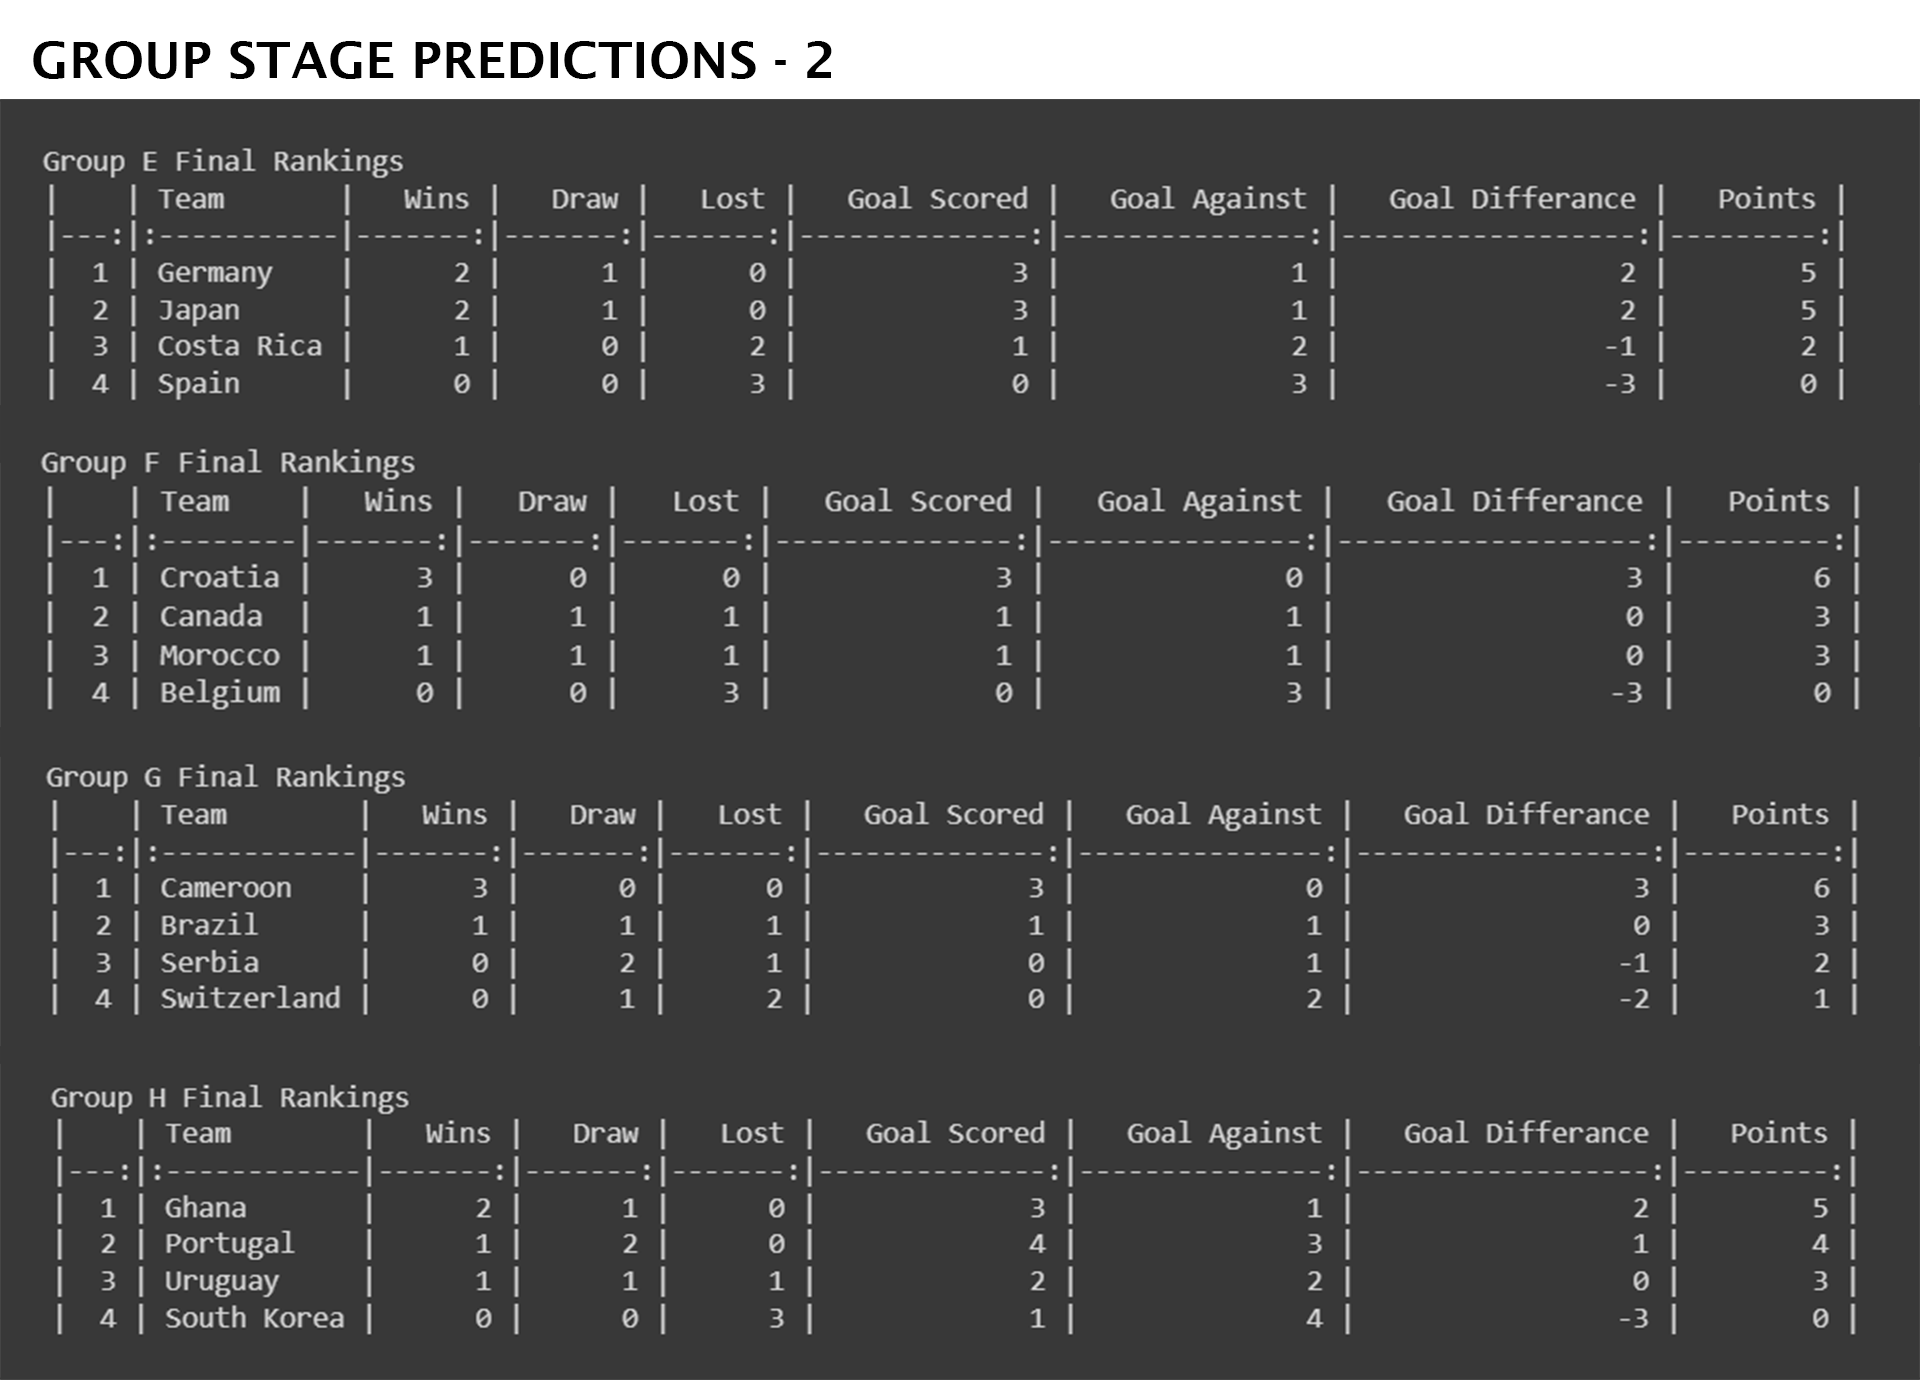 GROUP STAGE PREDICTIONS - 2
Group E Final Rankings
|    | Team       |   Wins |   Draw |   Lost |   Goal Scored |   Goal Against |   Goal Differance |   Points |
|---:|:-----------|-------:|-------:|-------:|--------------:|---------------:|------------------:|---------:|
|  1 | Germany    |      2 |      1 |      0 |             3 |              1 |                 2 |        5 |
|  2 | Japan      |      2 |      1 |      0 |             3 |              1 |                 2 |        5 |
|  3 | Costa Rica |      1 |      0 |      2 |             1 |              2 |                -1 |        2 |
|  4 | Spain      |      0 |      0 |      3 |             0 |              3 |                -3 |        0 |
Group F Final Rankings
|    | Team    |   Wins |   Draw |   Lost |   Goal Scored |   Goal Against |   Goal Differance |   Points |
|---:|:--------|-------:|-------:|-------:|--------------:|---------------:|------------------:|---------:|
|  1 | Croatia |      3 |      0 |      0 |             3 |              0 |                 3 |        6 |
|  2 | Canada  |      1 |      1 |      1 |             1 |              1 |                 0 |        3 |
|  3 | Morocco |      1 |      1 |      1 |             1 |              1 |                 0 |        3 |
|  4 | Belgium |      0 |      0 |      3 |             0 |              3 |                -3 |        0 |
Group G Final Rankings
|    | Team        |   Wins |   Draw |   Lost |   Goal Scored |   Goal Against |   Goal Differance |   Points |
|---:|:------------|-------:|-------:|-------:|--------------:|---------------:|------------------:|---------:|
|  1 | Cameroon    |      3 |      0 |      0 |             3 |              0 |                 3 |        6 |
|  2 | Brazil      |      1 |      1 |      1 |             1 |              1 |                 0 |        3 |
|  3 | Serbia      |      0 |      2 |      1 |             0 |              1 |                -1 |        2 |
|  4 | Switzerland |      0 |      1 |      2 |             0 |              2 |                -2 |        1 |
Group H Final Rankings
|    | Team        |   Wins |   Draw |   Lost |   Goal Scored |   Goal Against |   Goal Differance |   Points |
|---:|:------------|-------:|-------:|-------:|--------------:|---------------:|------------------:|---------:|
|  1 | Ghana       |      2 |      1 |      0 |             3 |              1 |                 2 |        5 |
|  2 | Portugal    |      1 |      2 |      0 |             4 |              3 |                 1 |        4 |
|  3 | Uruguay     |      1 |      1 |      1 |             2 |              2 |                 0 |        3 |
|  4 | South Korea |      0 |      0 |      3 |             1 |              4 |                -3 |        0 |